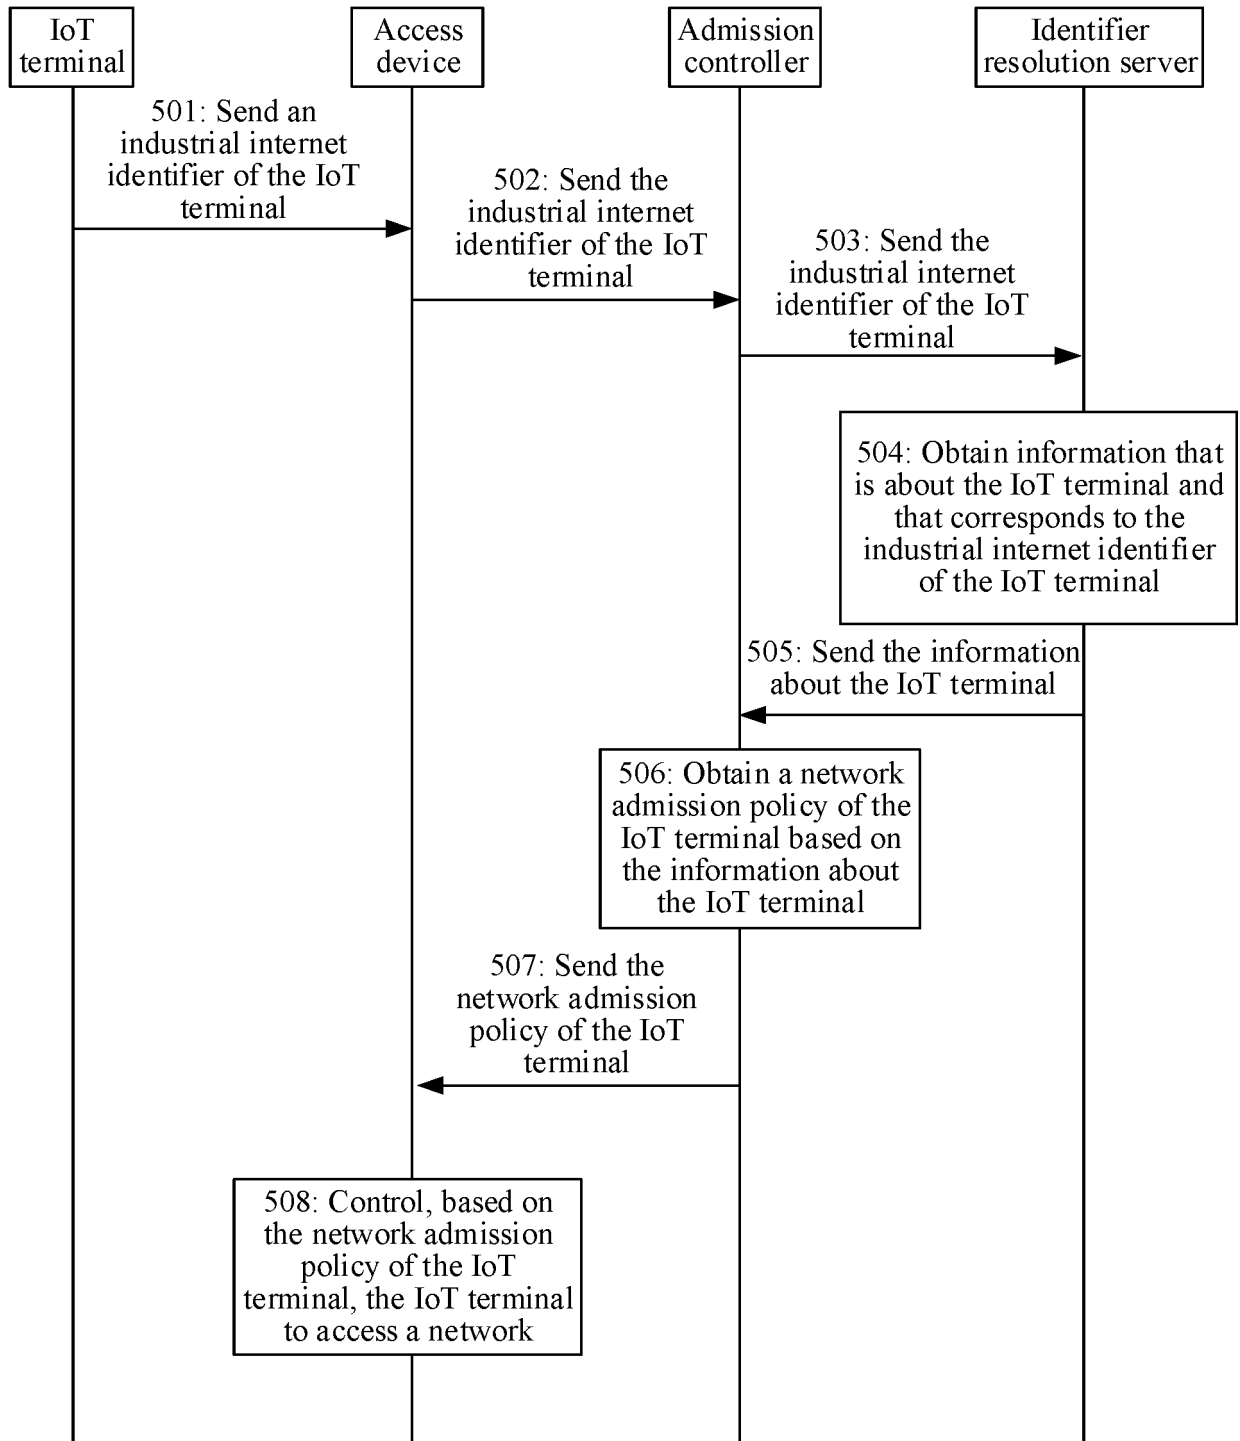 IoT
terminal
Access
device
Admission
controller
Identifier
resolution server
501: Send an
industrial internet
identifier of the IoT
terminal
502: Send the
industrial internet
identifier of the IoT
terminal
503: Send the
industrial internet
identifier of the IoT
terminal
504: Obtain information that
is about the IoT terminal and
that corresponds to the
industrial internet identifier
of the IoT terminal
505: Send the information
about the IoT terminal
506: Obtain a network
admission policy of the
IoT terminal based on
the information about
the IoT terminal
507: Send the
network admission
policy of the IoT
terminal
508: Control, based on
the network admission
policy of the IoT
terminal, the IoT terminal
to access a network